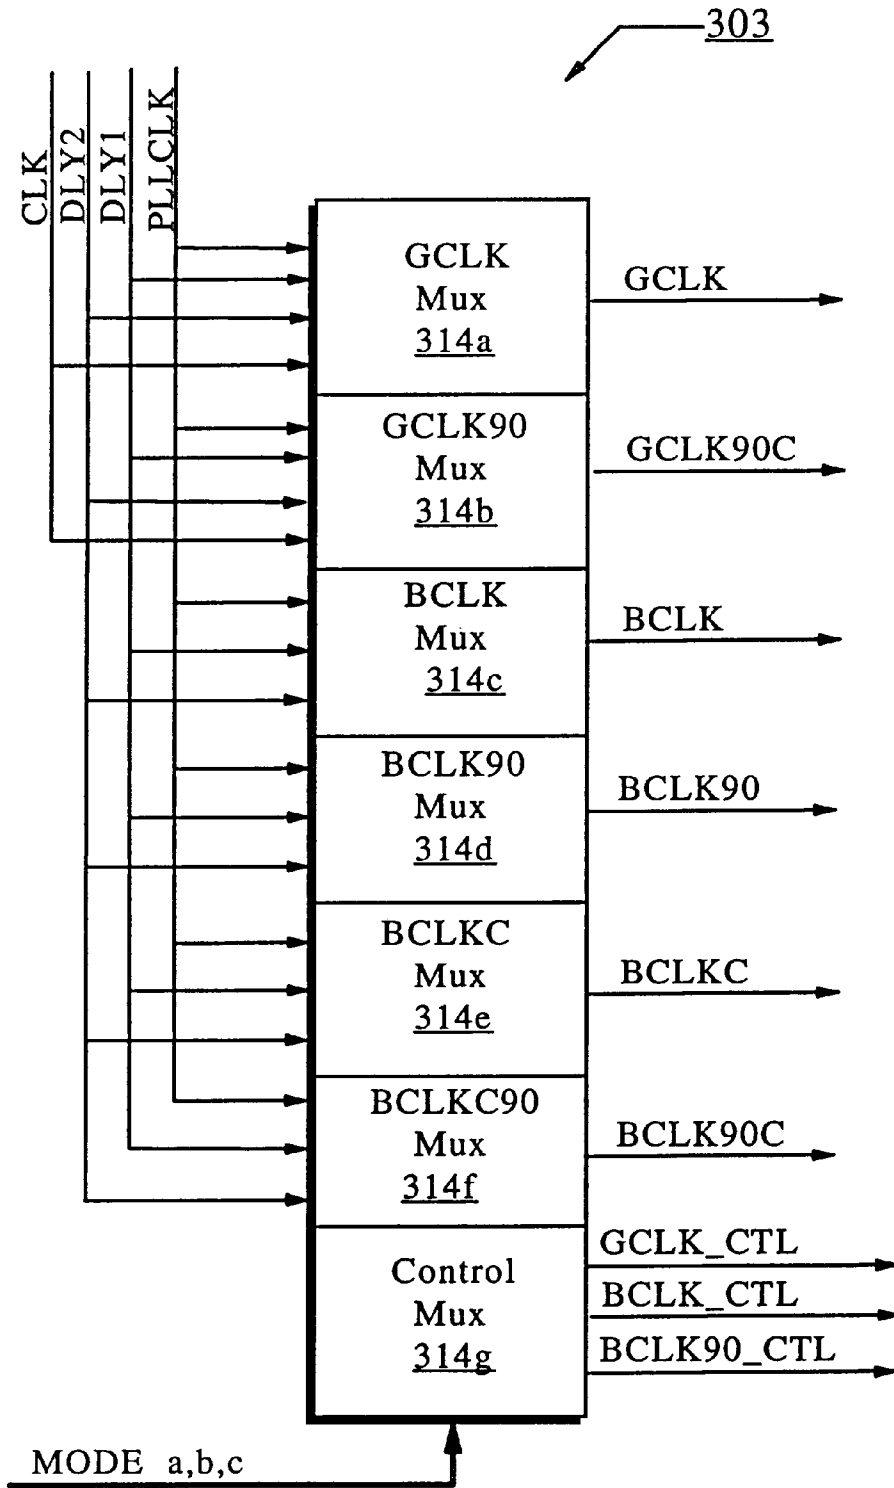 303
CLK
DLY2
DLY1
PLLCLK
GCLK
Mux
314a
GCLK
GCLK90
Mux
314b
GCLK90C
BCLK
Mux
314c
BCLK
BCLK90
Mux
314d
BCLK90
BCLKC
Mux
314e
BCLKC
BCLKC90
Mux
314f
BCLK90C
Control
Mux
314g
GCLK_CTL
BCLK_CTL
BCLK90_CTL
MODE a,b,c